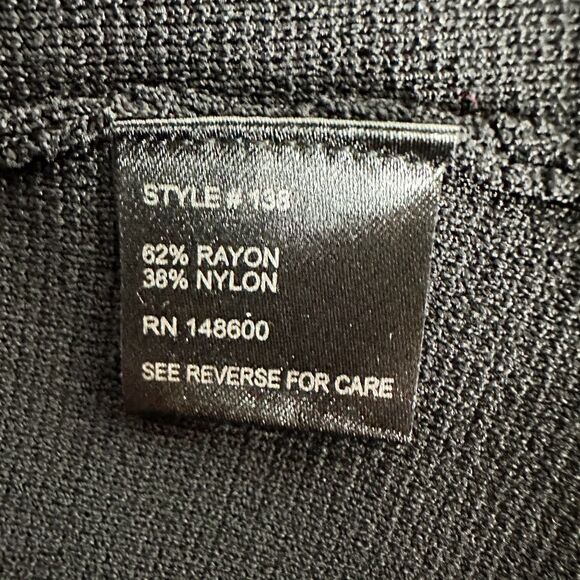 STYLE # 138
62% RAYON
38% NYLON
RN 148600
SEE REVERSE FOR CARE